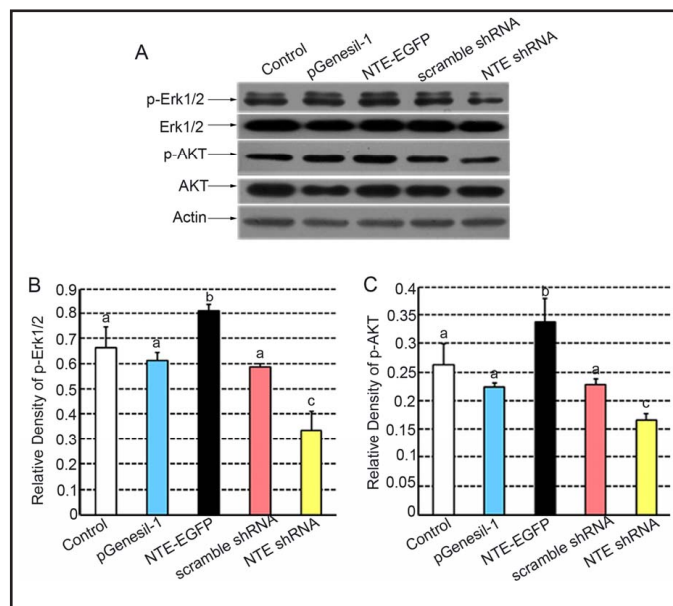 A
Control
pGenesil-1
NTE-EGFP
scramble shRNA
NTE shRNA
p-Erk1/2
Erk1/2
p-AKT
AKT
Actin
B
Relative Density of p-Erk1/2
0.9
0.8
0.7
0.6
0.5
0.4
0.3
0.2
0.1
0
a
a
b
a
c
Control
pGenesil-1
NTE-EGFP
scramble shRNA
NTE shRNA
C
Relative Density of p-AKT
0.4
0.35
0.3
0.25
0.2
0.15
0.1
0.05
0
a
a
b
a
c
Control
pGenesil-1
NTE-EGFP
scramble shRNA
NTE shRNA